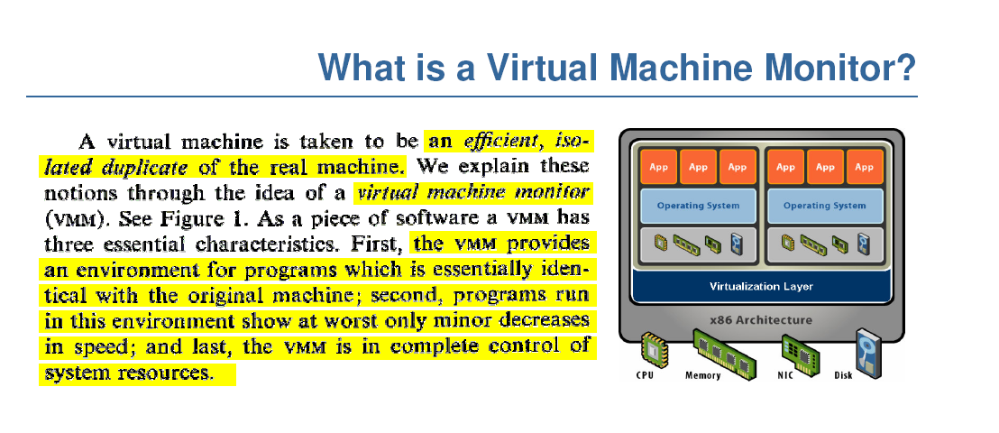 What is a Virtual Machine Monitor?
A virtual machine is taken to be an efficient, iso-
lated duplicate of the real machine. We explain these
notions through the idea of a virtual machine monitor
(VMM). See Figure 1. As a piece of software a VMM has
three essential characteristics. First, the VMM provides
an environment for programs which is essentially iden-
tical with the original machine; second, programs run
in this environment show at worst only minor decreases
in speed; and last, the VMM is in complete control of
system resources.
App App App App App App
Operating System Operating System
Virtualization Layer
x86 Architecture
CPU Memory NIC Disk